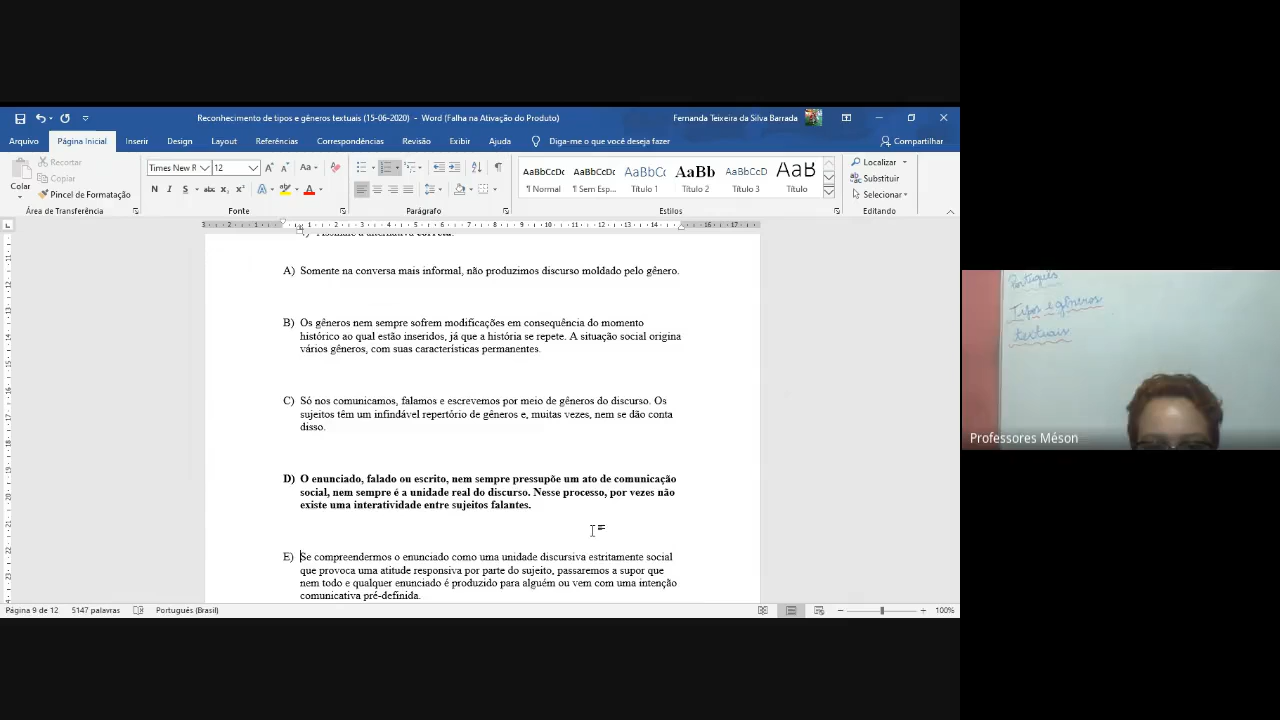 Reconhecimento de tipos e gêneros textuais (15-06-2020) - Word (Falha na Ativação do Produto)
Fernanda Teixeira da Silva Barrada
Arquivo
Página Inicial
Inserir
Design
Layout
Referências
Correspondências
Revisão
Exibir
Ajuda
Diga-me o que você deseja fazer
Compartilhar
Colar
Recortar
Copiar
Pincel de Formatação
Área de Transferência
Times New R
12
Fonte
Parágrafo
AaBbCcDc
¶ Normal
AaBbCcDc
¶ Sem Esp...
AaBbCc
Título 1
AaBb
Título 2
AaBbCcD
Título 3
AaB
Título
Estilos
Localizar
Substituir
Selecionar
Editando
Assinale a alternativa correta.
A) Somente na conversa mais informal, não produzimos discurso moldado pelo gênero.
B) Os gêneros nem sempre sofrem modificações em consequência do momento
histórico ao qual estão inseridos, já que a história se repete. A situação social origina
vários gêneros, com suas características permanentes.
C) Só nos comunicamos, falamos e escrevemos por meio de gêneros do discurso. Os
sujeitos têm um infindável repertório de gêneros e, muitas vezes, nem se dão conta
disso.
D) O enunciado, falado ou escrito, nem sempre pressupõe um ato de comunicação
social, nem sempre é a unidade real do discurso. Nesse processo, por vezes não
existe uma interatividade entre sujeitos falantes.
E) Se compreendermos o enunciado como uma unidade discursiva estritamente social
que provoca uma atitude responsiva por parte do sujeito, passaremos a supor que
nem todo e qualquer enunciado é produzido para alguém ou vem com uma intenção
comunicativa pré-definida.
Página 9 de 12
5147 palavras
Português (Brasil)
100%
Português
Tipos e gêneros
textuais
Professores Méson